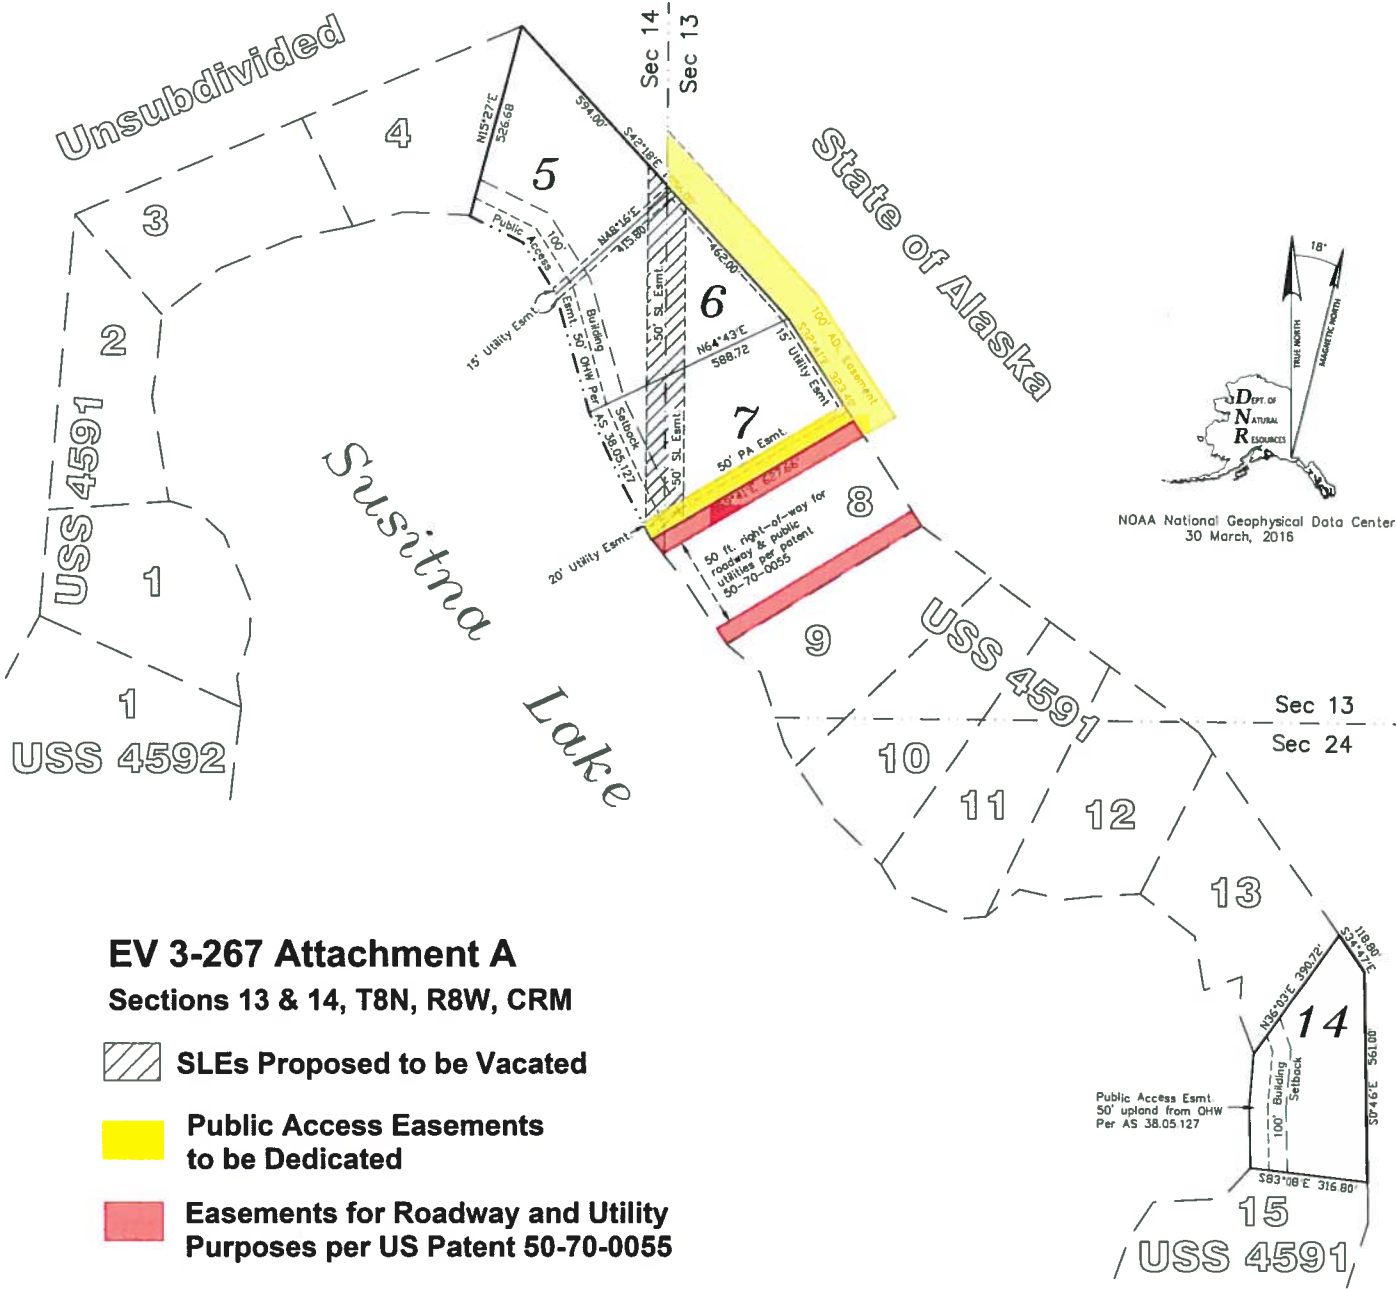 Unsubdivided
Sec 14
Sec 13
State of Alaska
4
3
2
1
1
USS 4591
USS 4592
5
N15°27'E
526.68
594.00'
S42°18'E
462.00'
Public Access
Esmt. 50' OHW Per AS 38.05.127
100'
Building
Setback
N48°16'E
415.80
15' Utility Esmt.
50' SL Esmt.
50' SL Esmt.
6
N64°43'E
588.72
15' Utility Esmt
100' AD. Easement
S32°41'E 323.40'
7
50' PA Esmt.
627.66'
20' Utility Esmt.
8
50 ft. right-of-way for
roadway & public
utilities per patent
50-70-0055
9
Susitna
Lake
USS 4591
Sec 13
Sec 24
10
11
12
13
18°
TRUE NORTH
MAGNETIC NORTH
DEPT. OF
NATURAL
RESOURCES
NOAA National Geophysical Data Center
30 March, 2016
118.80'
S34°47'E
N36°03'E 390.72'
14
561.00'
S0°46'E
100' Building
Setback
Public Access Esmt.
50' upland from OHW
Per AS 38.05.127
S83°08'E 316.80'
15
USS 4591
EV 3-267 Attachment A
Sections 13 & 14, T8N, R8W, CRM
SLEs Proposed to be Vacated
Public Access Easements
to be Dedicated
Easements for Roadway and Utility
Purposes per US Patent 50-70-0055